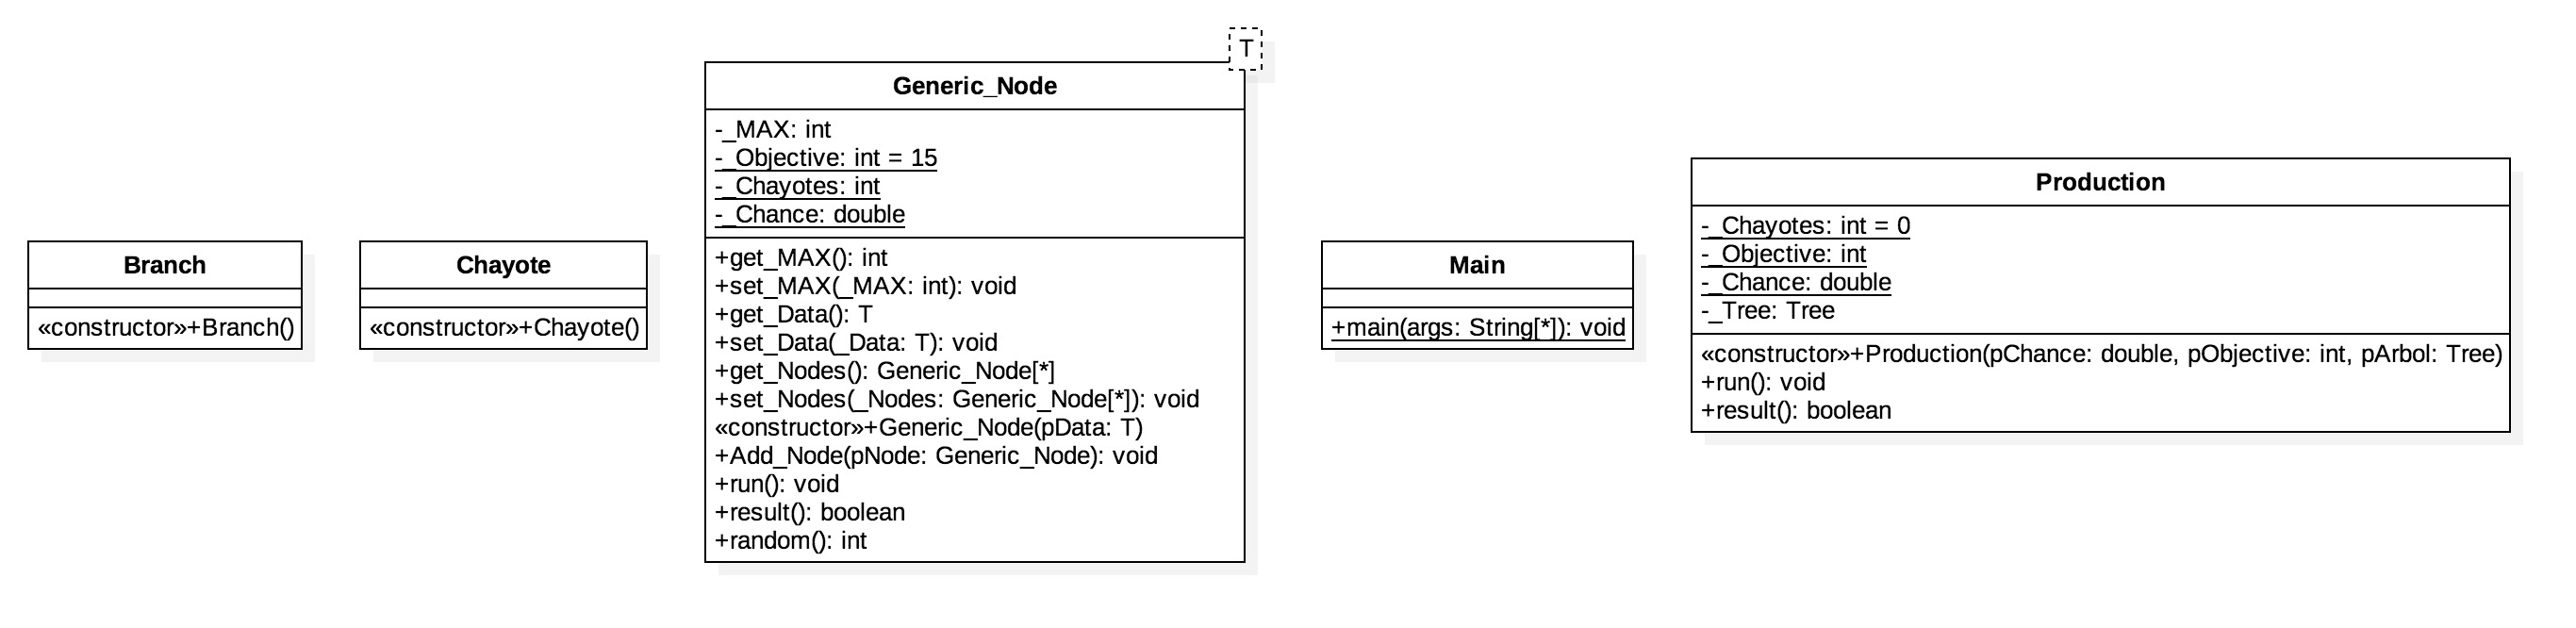 Branch
«constructor»+Branch()
Chayote
«constructor»+Chayote()
T
Generic_Node
-_MAX: int
-_Objective: int = 15
-_Chayotes: int
-_Chance: double
+get_MAX(): int
+set_MAX(_MAX: int): void
+get_Data(): T
+set_Data(_Data: T): void
+get_Nodes(): Generic_Node[*]
+set_Nodes(_Nodes: Generic_Node[*]): void
«constructor»+Generic_Node(pData: T)
+Add_Node(pNode: Generic_Node): void
+run(): void
+result(): boolean
+random(): int
Main
+main(args: String[*]): void
Production
-_Chayotes: int = 0
-_Objective: int
-_Chance: double
-_Tree: Tree
«constructor»+Production(pChance: double, pObjective: int, pArbol: Tree)
+run(): void
+result(): boolean